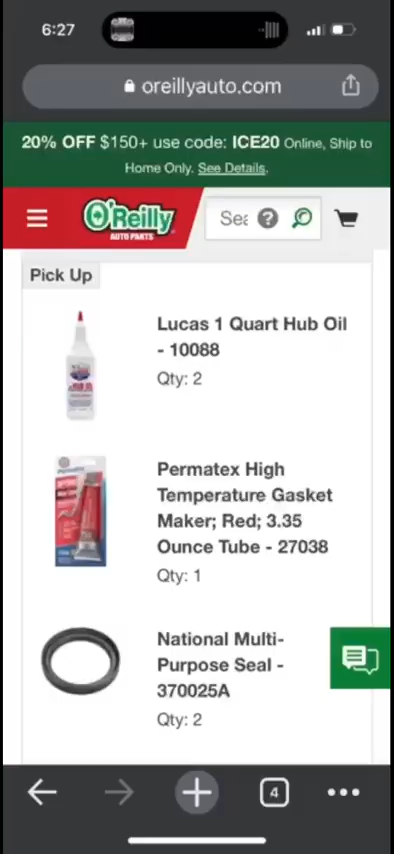 6:27
oreillyauto.com
20% OFF $150+ use code: ICE20 Online, Ship to
Home Only. See Details.
O'Reilly
AUTO PARTS
Sea
?
Pick Up
Lucas 1 Quart Hub Oil
- 10088
Qty: 2
Permatex High
Temperature Gasket
Maker; Red; 3.35
Ounce Tube - 27038
Qty: 1
National Multi-
Purpose Seal -
370025A
Qty: 2
4